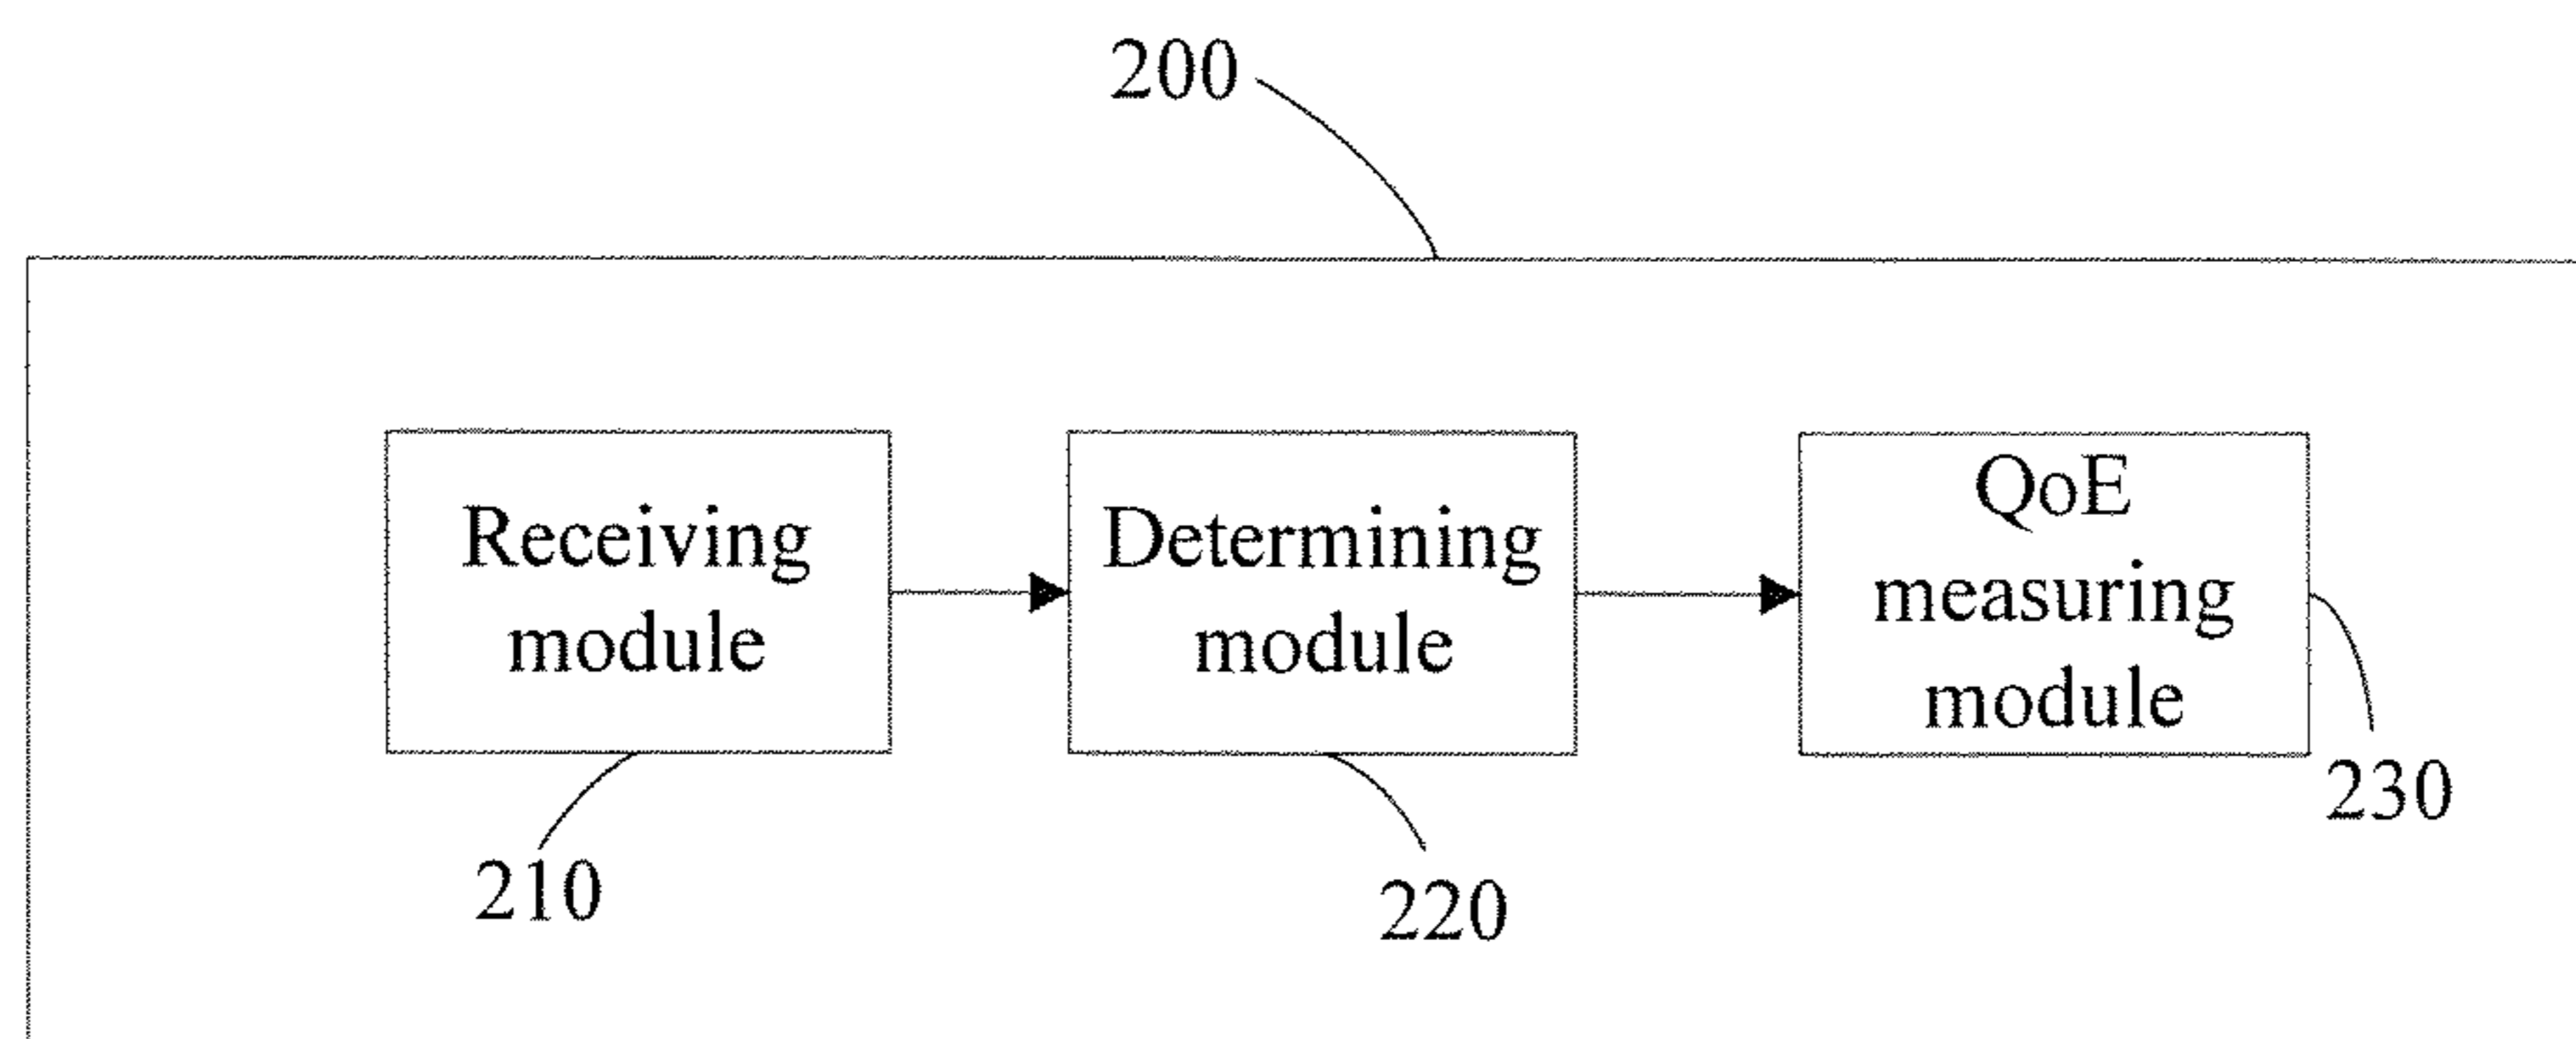 200
Receiving
module
Determining
module
QoE
measuring
module
210
220
230